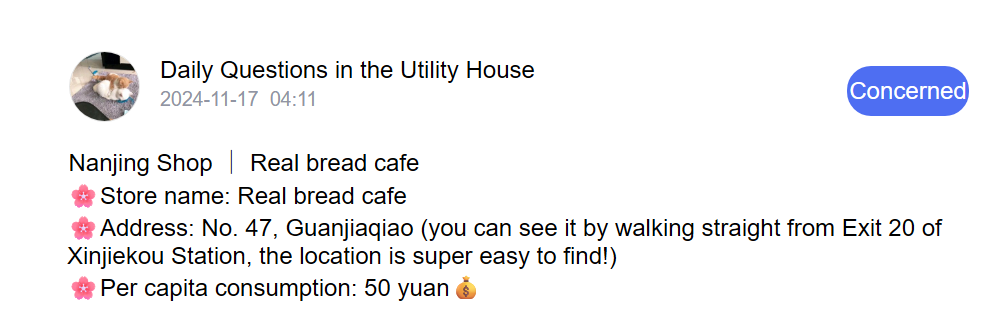 Daily Questions in the Utility House
2024-11-17 04:11
Concerned
Nanjing Shop | Real bread cafe
🌸Store name: Real bread cafe
🌸Address: No. 47, Guanjiaqiao (you can see it by walking straight from Exit 20 of
Xinjiekou Station, the location is super easy to find!)
🌸Per capita consumption: 50 yuan💰